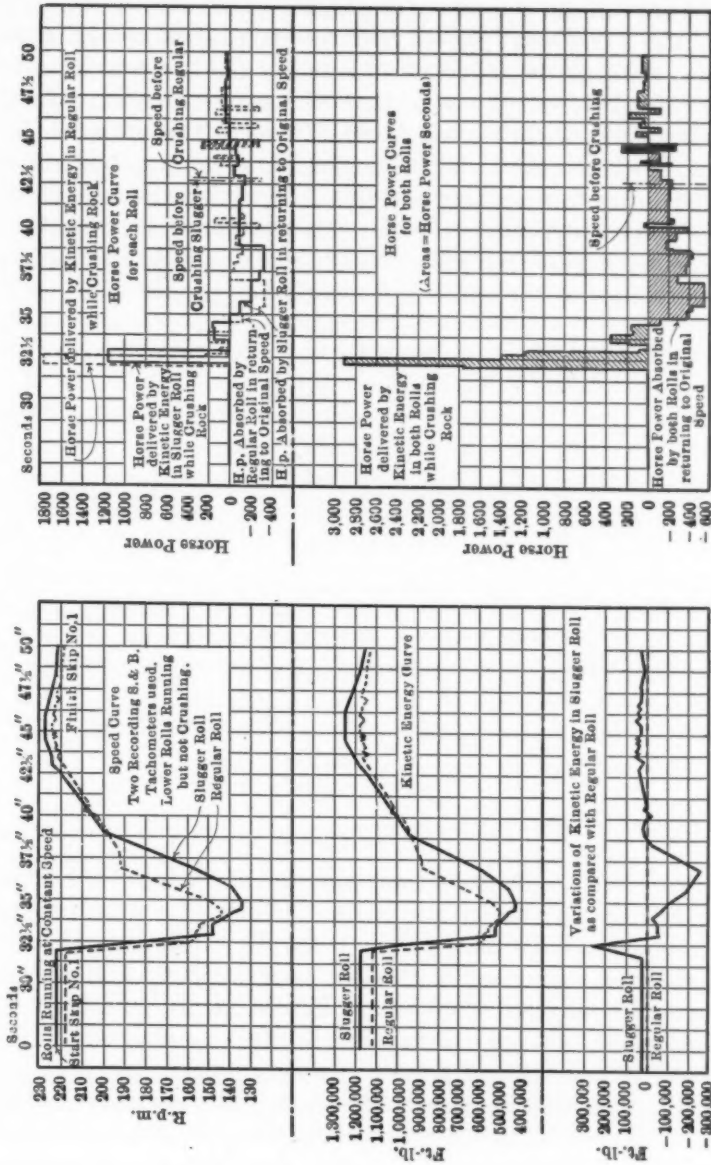 Seconds
0 30″ 32½″ 35″ 37½″ 40″ 42½″ 45″ 47½″ 50″
Rolls Running at Constant Speed
Start Skip No.1
Finish Skip No.1
230
220
210
200
190
180
170
160
150
140
130
R.p.m.
Speed Curve
Two Recording S. & B.
Tachometers used.
Lower Rolls Running
but not Crushing.
Slugger Roll
Regular Roll
1,300,000
1,200,000
1,100,000
1,000,000
900,000
800,000
700,000
600,000
500,000
400,000
Ft.-lb.
Slugger Roll
Regular Roll
Kinetic Energy Curve
200,000
100,000
0
-100,000
-200,000
-300,000
Ft.-lb.
Slugger Roll
Regular Roll
Variations of Kinetic Energy in Slugger Roll
as compared with Regular Roll
Seconds 30 32½ 35 37½ 40 42½ 45 47½ 50
1800
1600
1400
1200
1000
800
600
400
200
0
-200
-400
Horse Power
Horse Power delivered by Kinetic Energy in Regular Roll
while Crushing Rock
Horse Power
delivered by
Kinetic Energy
in Slugger Roll
while Crushing
Rock
Horse Power Curve
for each Roll
Speed before
Crushing Slugger
Speed before
Crushing Regular
H.p. Absorbed by
Regular Roll in return-
ing to Original Speed
H.p. Absorbed by Slugger Roll in returning to Original Speed
3,000
2,800
2,600
2,400
2,200
2,000
1,800
1,600
1,400
1,200
1,000
800
600
400
200
0
-200
-400
-600
Horse Power
Horse Power
delivered by
Kinetic Energy
in both Rolls
while Crushing
Rock
Horse Power Curves
for both Rolls
(Areas=Horse Power Seconds)
Speed before Crushing
Horse Power Absorbed
by both Rolls in
returning to Original
Speed